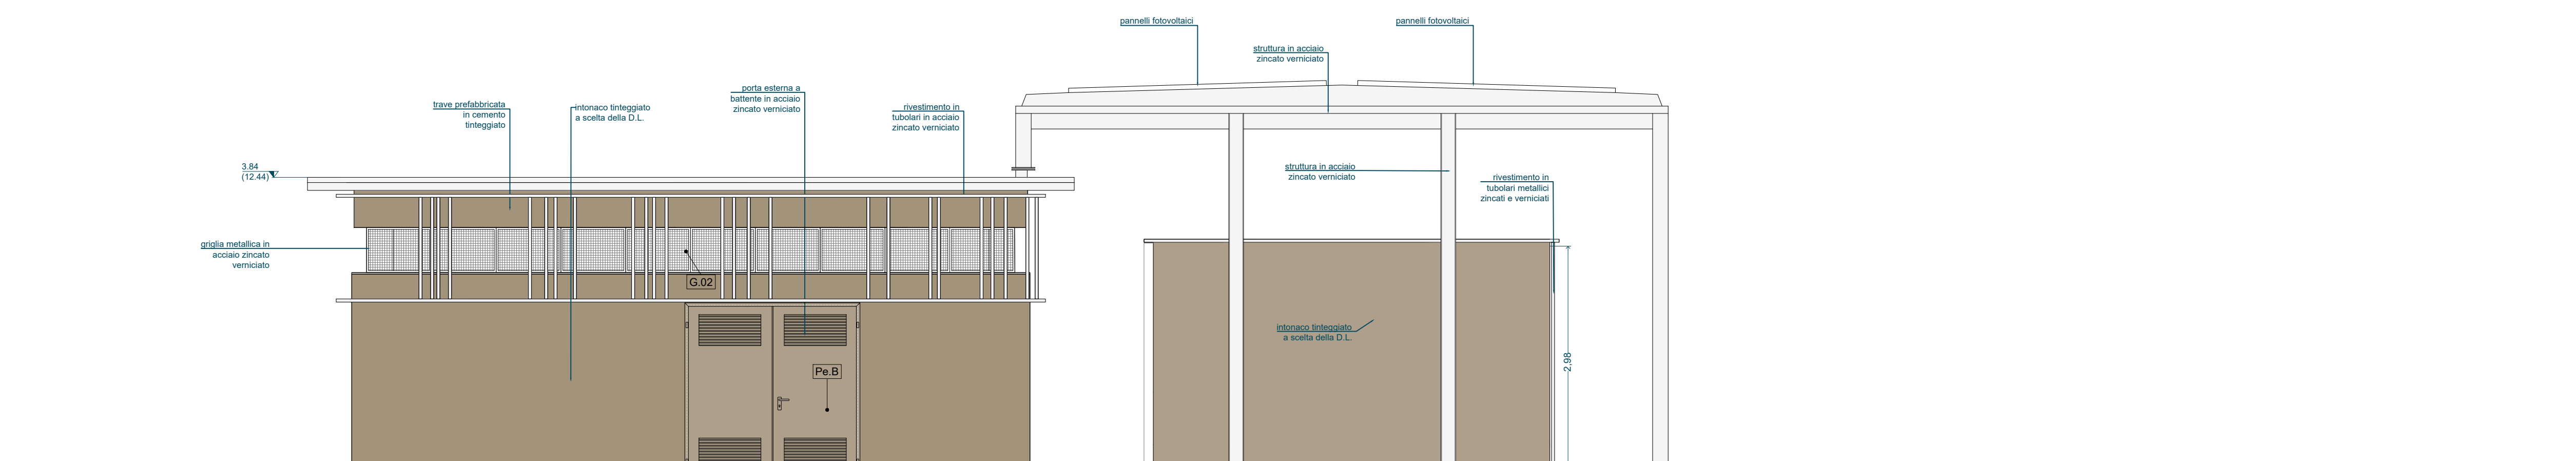 pannelli fotovoltaici
pannelli fotovoltaici
struttura in acciaio
zincato verniciato
porta esterna a
battente in acciaio
zincato verniciato
trave prefabbricata
in cemento
tinteggiato
intonaco tinteggiato
a scelta della D.L.
rivestimento in
tubolari in acciaio
zincato verniciato
3.84
(12.44)
struttura in acciaio
zincato verniciato
rivestimento in
tubolari metallici
zincati e verniciati
griglia metallica in
acciaio zincato
verniciato
G.02
intonaco tinteggiato
a scelta della D.L.
2,98
Pe.B